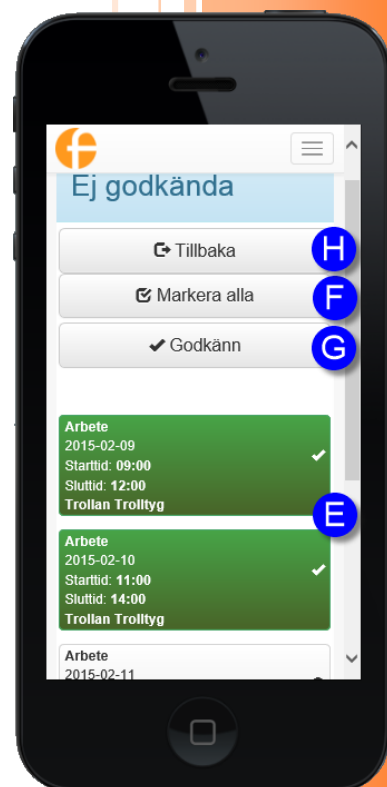 f
Ej godkända
Tillbaka
H
Markera alla
F
Godkänn
G
Arbete
2015-02-09
Starttid: 09:00
Sluttid: 12:00
Trollan Trolltyg
E
Arbete
2015-02-10
Starttid: 11:00
Sluttid: 14:00
Trollan Trolltyg
Arbete
2015-02-11